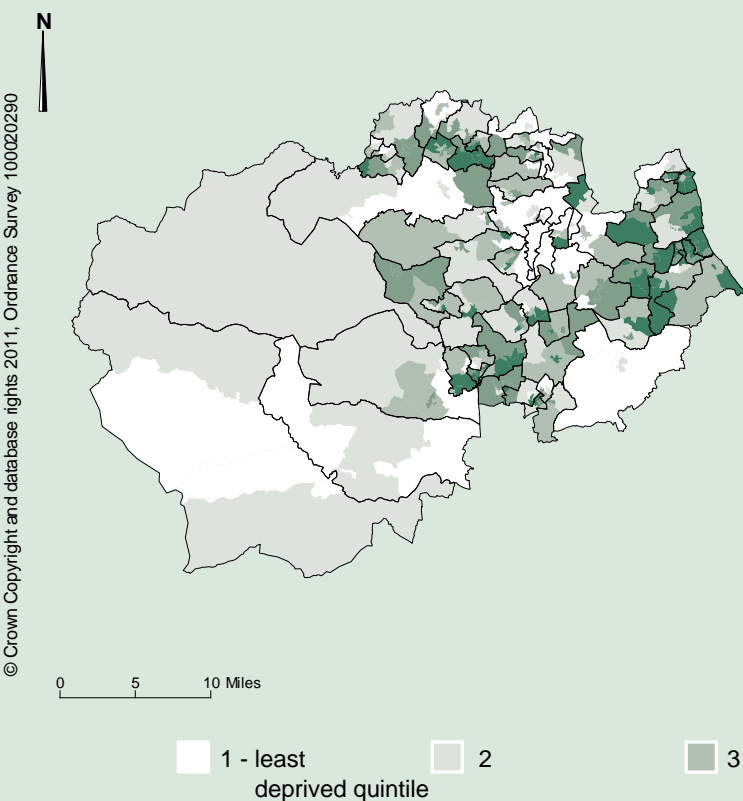 N
© Crown Copyright and database rights 2011, Ordnance Survey 100020290
0 5 10 Miles
1 - least
deprived quintile
2
3